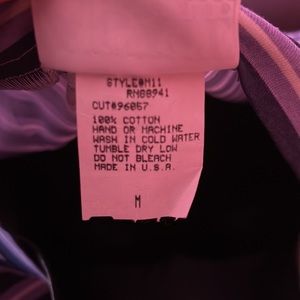 STYLE#M11
RN88941
CUT#96057
100% COTTON
HAND OR MACHINE
WASH IN COLD WATER
TUMBLE DRY LOW
DO NOT BLEACH
MADE IN U.S.A.
M